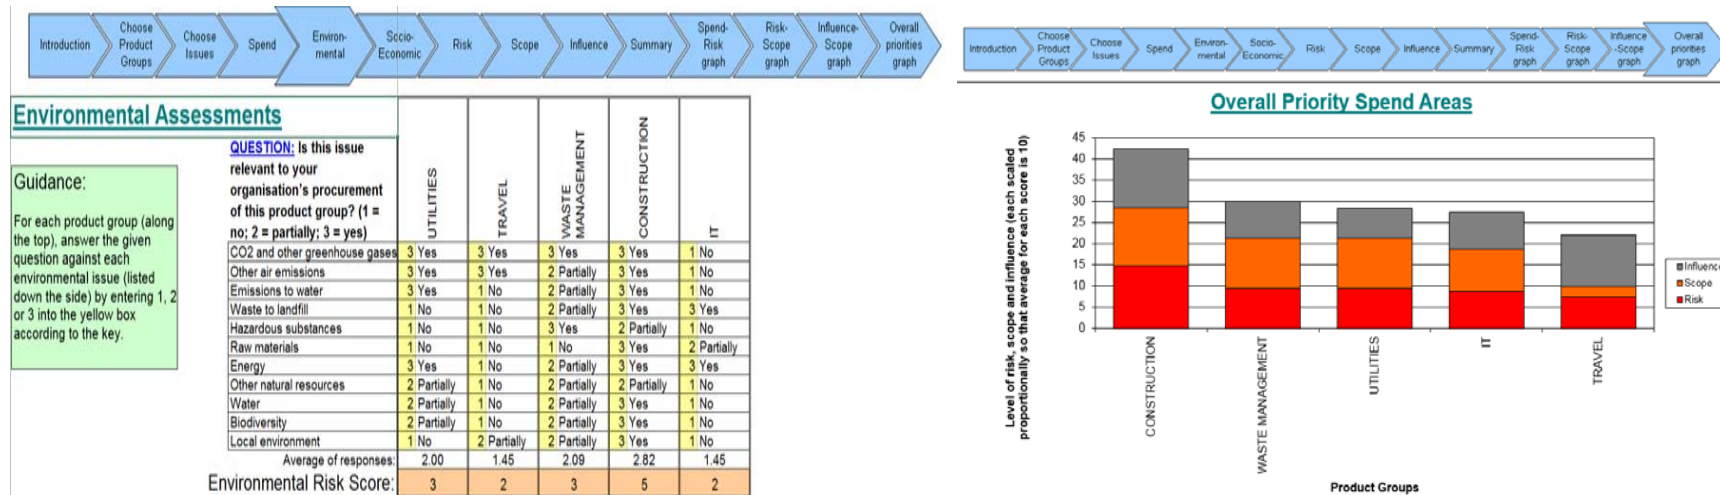 Introduction
Choose
Product
Groups
Choose
Issues
Spend
Environ-
mental
Socio-
Economic
Risk
Scope
Influence
Summary
Spend-
Risk
graph
Risk-
Scope
graph
Influence-
Scope
graph
Overall
priorities
graph
Environmental Assessments
Guidance:
For each product group (along
the top), answer the given
question against each
environmental issue (listed
down the side) by entering 1, 2
or 3 into the yellow box
according to the key.
QUESTION: Is this issue
relevant to your
organisation's procurement
of this product group? (1 =
no; 2 = partially; 3 = yes)
UTILITIES
TRAVEL
WASTE
MANAGEMENT
CONSTRUCTION
IT
CO2 and other greenhouse gases 3 Yes 3 Yes 3 Yes 3 Yes 1 No
Other air emissions 3 Yes 3 Yes 2 Partially 3 Yes 1 No
Emissions to water 3 Yes 1 No 2 Partially 3 Yes 1 No
Waste to landfill 1 No 1 No 2 Partially 3 Yes 3 Yes
Hazardous substances 1 No 1 No 3 Yes 2 Partially 1 No
Raw materials 1 No 1 No 1 No 3 Yes 2 Partially
Energy 3 Yes 1 No 2 Partially 3 Yes 3 Yes
Other natural resources 2 Partially 1 No 2 Partially 2 Partially 1 No
Water 2 Partially 1 No 2 Partially 3 Yes 1 No
Biodiversity 2 Partially 1 No 2 Partially 3 Yes 1 No
Local environment 1 No 2 Partially 2 Partially 3 Yes 1 No
Average of responses: 2.00 1.45 2.09 2.82 1.45
Environmental Risk Score: 3 2 3 5 2
Introduction
Choose
Product
Groups
Choose
Issues
Spend
Environ-
mental
Socio-
Economic
Risk
Scope
Influence
Summary
Spend-
Risk
graph
Risk-
Scope
graph
Influence
-Scope
graph
Overall
priorities
graph
Overall Priority Spend Areas
Level of risk, scope and influence (each scaled
proportionally so that average for each score is 10)
45
40
35
30
25
20
15
10
5
0
CONSTRUCTION
WASTE MANAGEMENT
UTILITIES
IT
TRAVEL
Product Groups
Influence
Scope
Risk